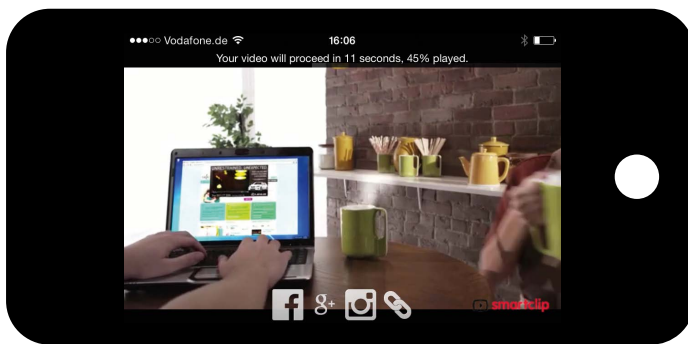 Vodafone.de
16:06
Your video will proceed in 11 seconds, 45% played.
g+
smartclip